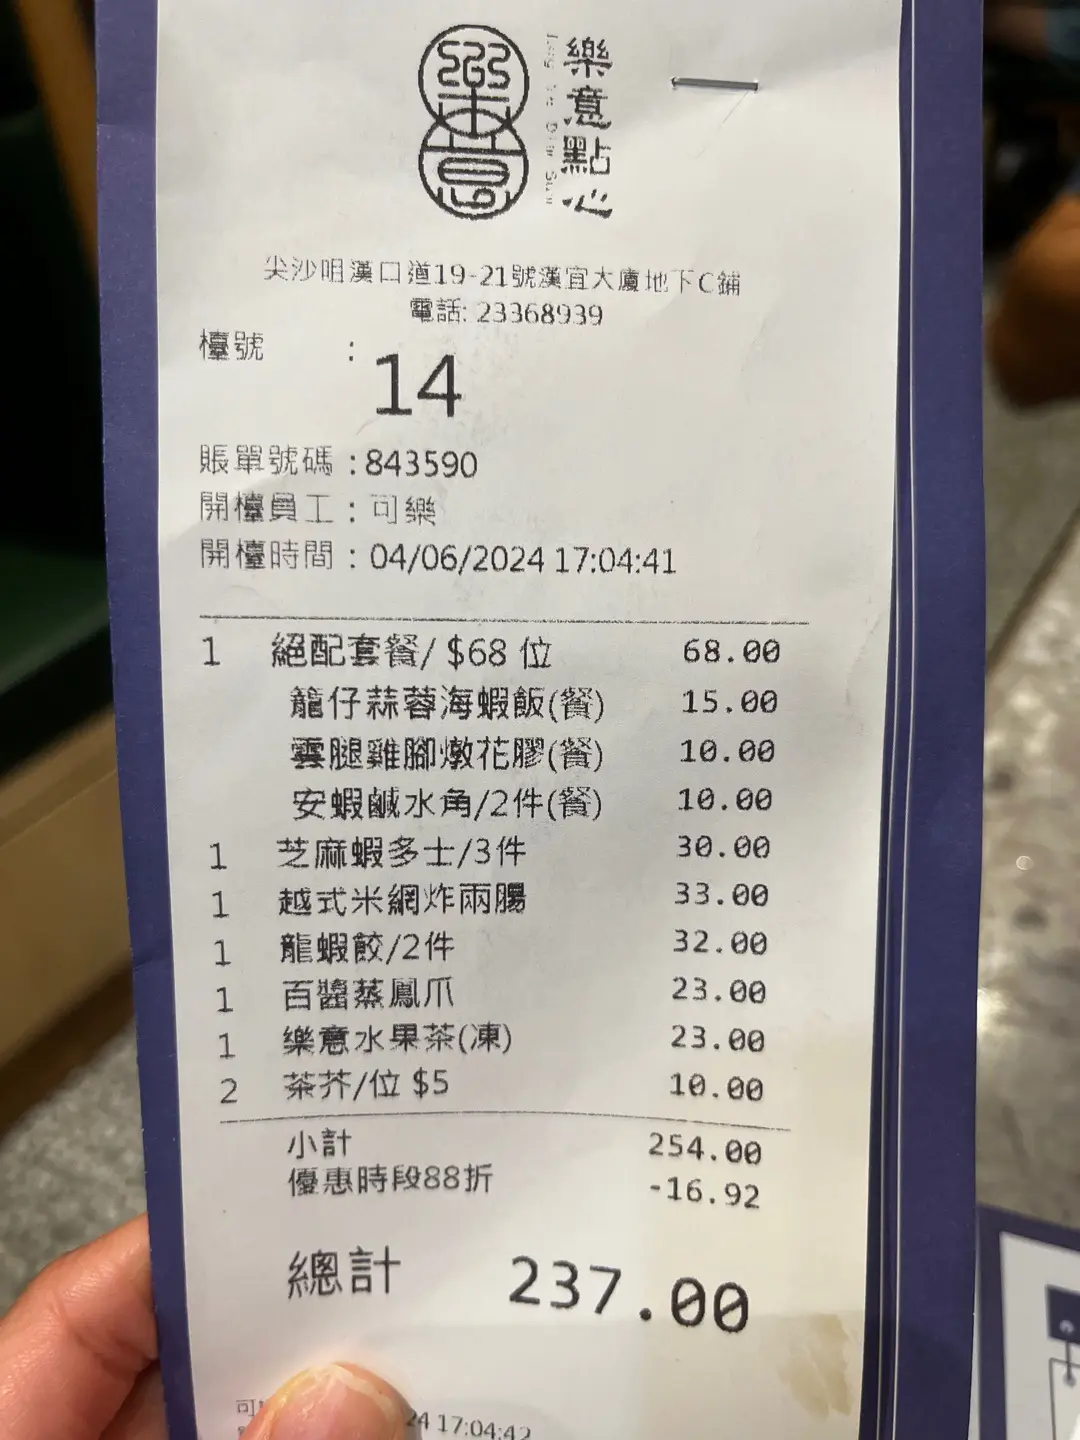 樂意
樂意點心
尖沙咀漢口道19-21號漢宜大廈地下C鋪
電話: 23368939
檯號 : 14
賬單號碼 : 843590
開檯員工 : 可樂
開檯時間 : 04/06/2024 17:04:41
1 絕配套餐/ $68 位 68.00
籠仔蒜蓉海蝦飯(餐) 15.00
雲腿雞腳燉花膠(餐) 10.00
安蝦鹹水角/2件(餐) 10.00
1 芝麻蝦多士/3件 30.00
1 越式米網炸兩腸 33.00
1 龍蝦餃/2件 32.00
1 百醬蒸鳳爪 23.00
1 樂意水果茶(凍) 23.00
2 茶芥/位 $5 10.00
小計 254.00
優惠時段88折 -16.92
總計 237.00
可 24 17:04:42